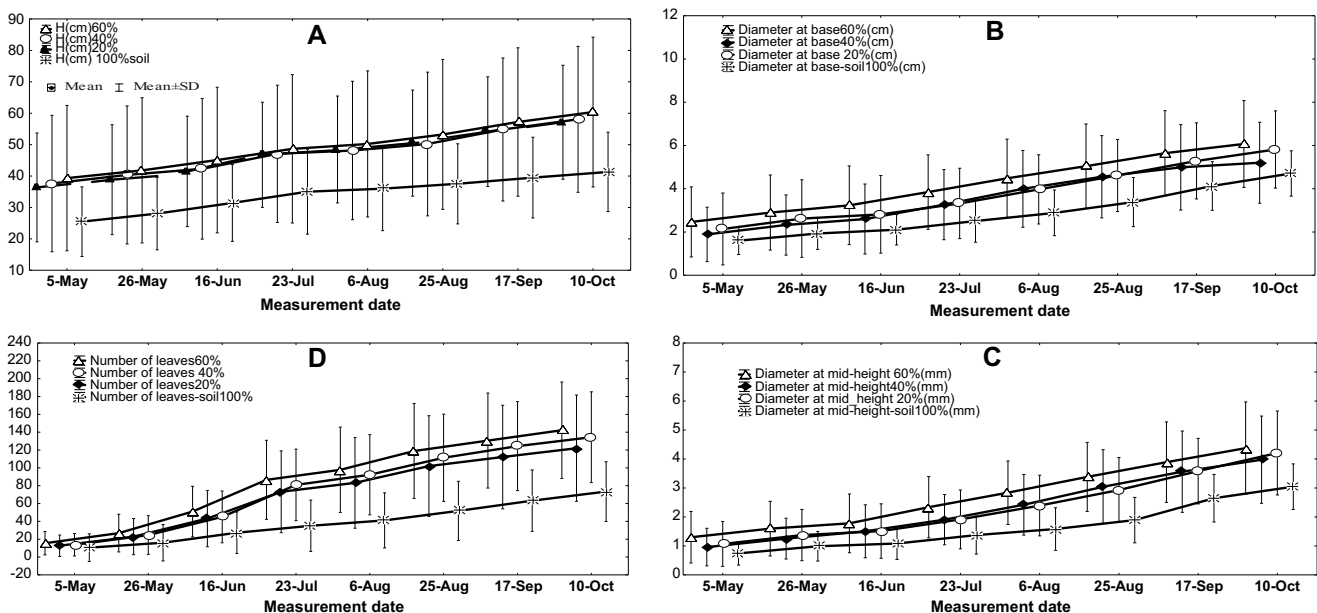 A
H(cm)60%
H(cm)40%
H(cm)20%
H(cm) 100%soil
Mean
Mean±SD
90
80
70
60
50
40
30
20
10
5-May 26-May 16-Jun 23-Jul 6-Aug 25-Aug 17-Sep 10-Oct
Measurement date
B
Diameter at base60%(cm)
Diameter at base40%(cm)
Diameter at base 20%(cm)
Diameter at base-soil100%(cm)
12
10
8
6
4
2
0
5-May 26-May 16-Jun 23-Jul 6-Aug 25-Aug 17-Sep 10-Oct
Measurement date
D
Number of leaves60%
Number of leaves 40%
Number of leaves20%
Number of leaves-soil100%
240
220
200
180
160
140
120
100
80
60
40
20
0
-20
5-May 26-May 16-Jun 23-Jul 6-Aug 25-Aug 17-Sep 10-Oct
Measurement date
C
Diameter at mid-height 60%(mm)
Diameter at mid-height40%(mm)
Diameter at mid_height 20%(mm)
Diameter at mid-height-soil100%(mm)
8
7
6
5
4
3
2
1
0
5-May 26-May 16-Jun 23-Jul 6-Aug 25-Aug 17-Sep 10-Oct
Measurement date